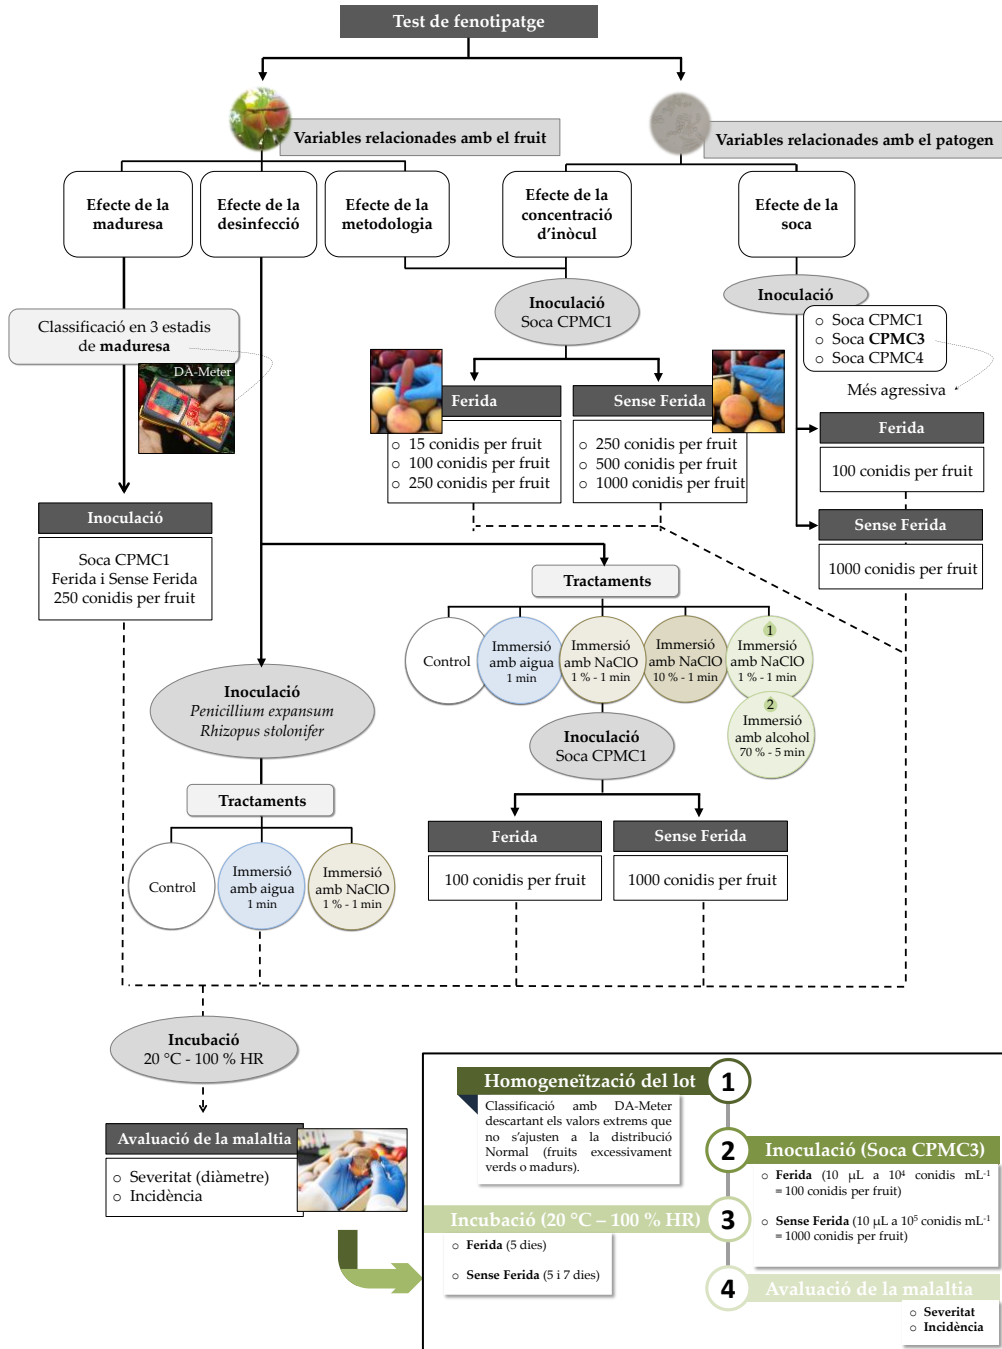 Test de fenotipatge
Variables relacionades amb el fruit
Variables relacionades amb el patogen
Efecte de la
maduresa
Efecte de la
desinfecció
Efecte de la
metodologia
Efecte de la
concentració
d'inòcul
Efecte de la
soca
Classificació en 3 estadis
de maduresa
DA-Meter
Inoculació
Soca CPMC1
Inoculació
o Soca CPMC1
o Soca CPMC3
o Soca CPMC4
Més agressiva
Ferida
o 15 conidis per fruit
o 100 conidis per fruit
o 250 conidis per fruit
Sense Ferida
o 250 conidis per fruit
o 500 conidis per fruit
o 1000 conidis per fruit
Ferida
100 conidis per fruit
Sense Ferida
1000 conidis per fruit
Inoculació
Soca CPMC1
Ferida i Sense Ferida
250 conidis per fruit
Tractaments
Control
Immersió
amb aigua
1 min
Immersió
amb NaClO
1 % - 1 min
Immersió
amb NaClO
10 % - 1 min
1
Immersió
amb NaClO
1 % - 1 min
2
Immersió
amb alcohol
70 % - 5 min
Inoculació
Penicillium expansum
Rhizopus stolonifer
Inoculació
Soca CPMC1
Tractaments
Control
Immersió
amb aigua
1 min
Immersió
amb NaClO
1 % - 1 min
Ferida
100 conidis per fruit
Sense Ferida
1000 conidis per fruit
Incubació
20 °C - 100 % HR
Avaluació de la malaltia
o Severitat (diàmetre)
o Incidència
Homogeneïtzació del lot
1
Classificació amb DA-Meter
descartant els valors extrems que
no s'ajusten a la distribució
Normal (fruits excessivament
verds o madurs).
2
Inoculació (Soca CPMC3)
o Ferida (10 µL a 10⁴ conidis mL⁻¹
= 100 conidis per fruit)
o Sense Ferida (10 µL a 10⁵ conidis mL⁻¹
= 1000 conidis per fruit)
Incubació (20 °C – 100 % HR)
3
o Ferida (5 dies)
o Sense Ferida (5 i 7 dies)
4
Avaluació de la malaltia
o Severitat
o Incidència